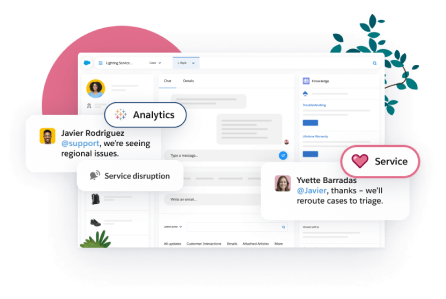 Lighting Service...
Chat
Details
Knowledge
Analytics
Troubleshooting
Javier Rodriguez
@support, we're seeing
regional issues.
Type a message...
Service
Service disruption
Yvette Barradas
@Javier, thanks – we'll
reroute cases to triage.
Write an email...
All updates Customer Interactions Emails Attached Articles More